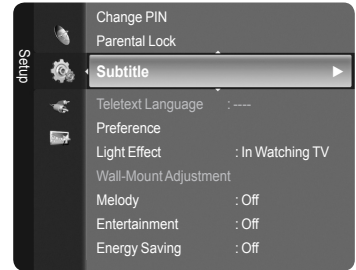 Setup
Change PIN
Parental Lock
Subtitle
Teletext Language : ----
Preference
Light Effect : In Watching TV
Wall-Mount Adjustment
Melody : Off
Entertainment : Off
Energy Saving : Off